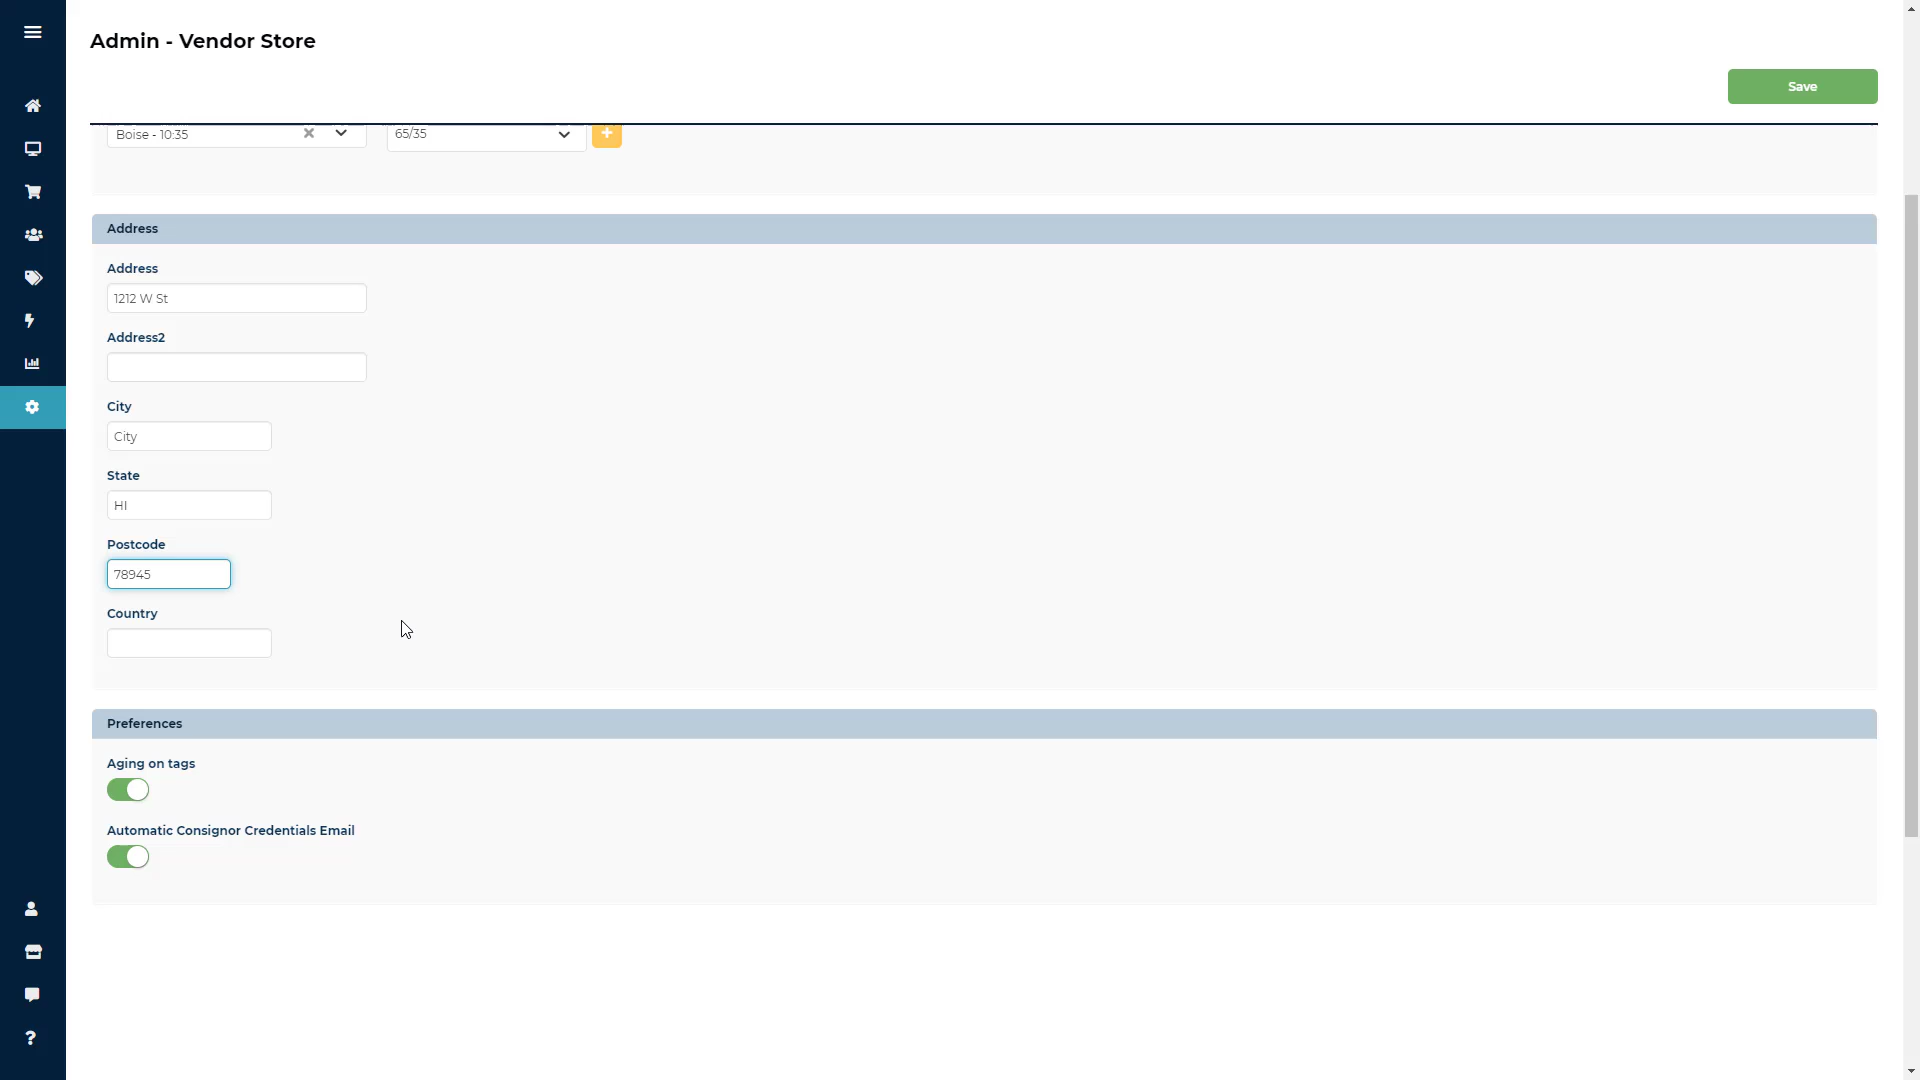 Admin - Vendor Store
Save
Boise - 10:35
65/35
Address
Address
1212 W St
Address2
City
City
State
HI
Postcode
78945
Country
Preferences
Aging on tags
Automatic Consignor Credentials Email